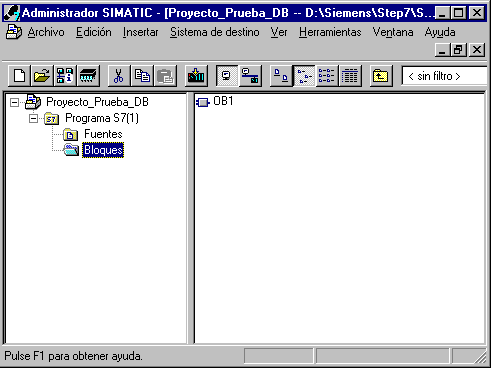 Administrador SIMATIC - [Proyecto_Prueba_DB -- D:\Siemens\Step7\S...
Archivo Edición Insertar Sistema de destino Ver Herramientas Ventana Ayuda
< sin filtro >
Proyecto_Prueba_DB
OB1
Programa S7(1)
Fuentes
Bloques
Pulse F1 para obtener ayuda.